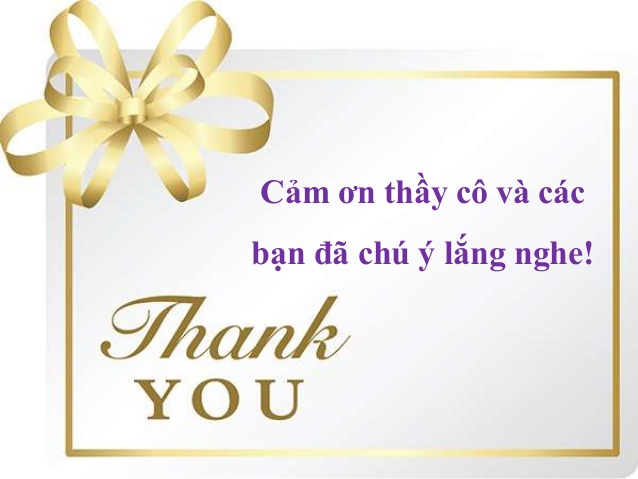 Cảm ơn thầy cô và các
bạn đã chú ý lắng nghe!
Thank
YOU